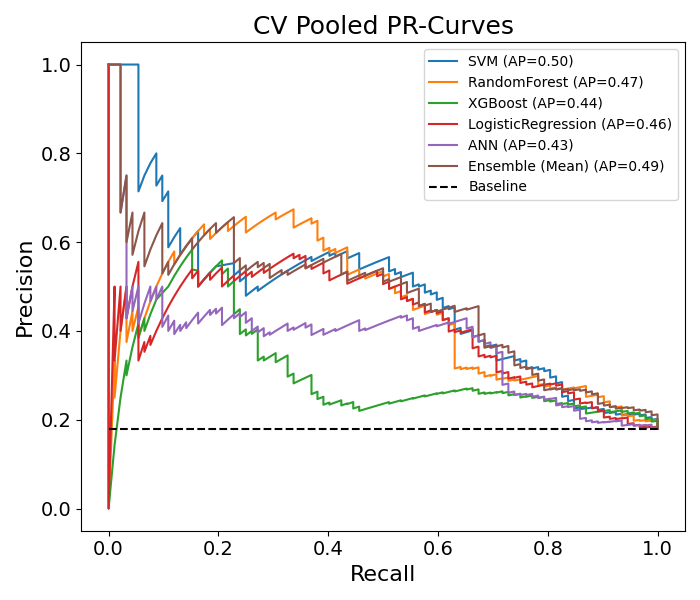 CV Pooled PR-Curves
SVM (AP=0.50)
RandomForest (AP=0.47)
XGBoost (AP=0.44)
LogisticRegression (AP=0.46)
ANN (AP=0.43)
Ensemble (Mean) (AP=0.49)
Baseline
Precision
1.0
0.8
0.6
0.4
0.2
0.0
0.0 0.2 0.4 0.6 0.8 1.0
Recall